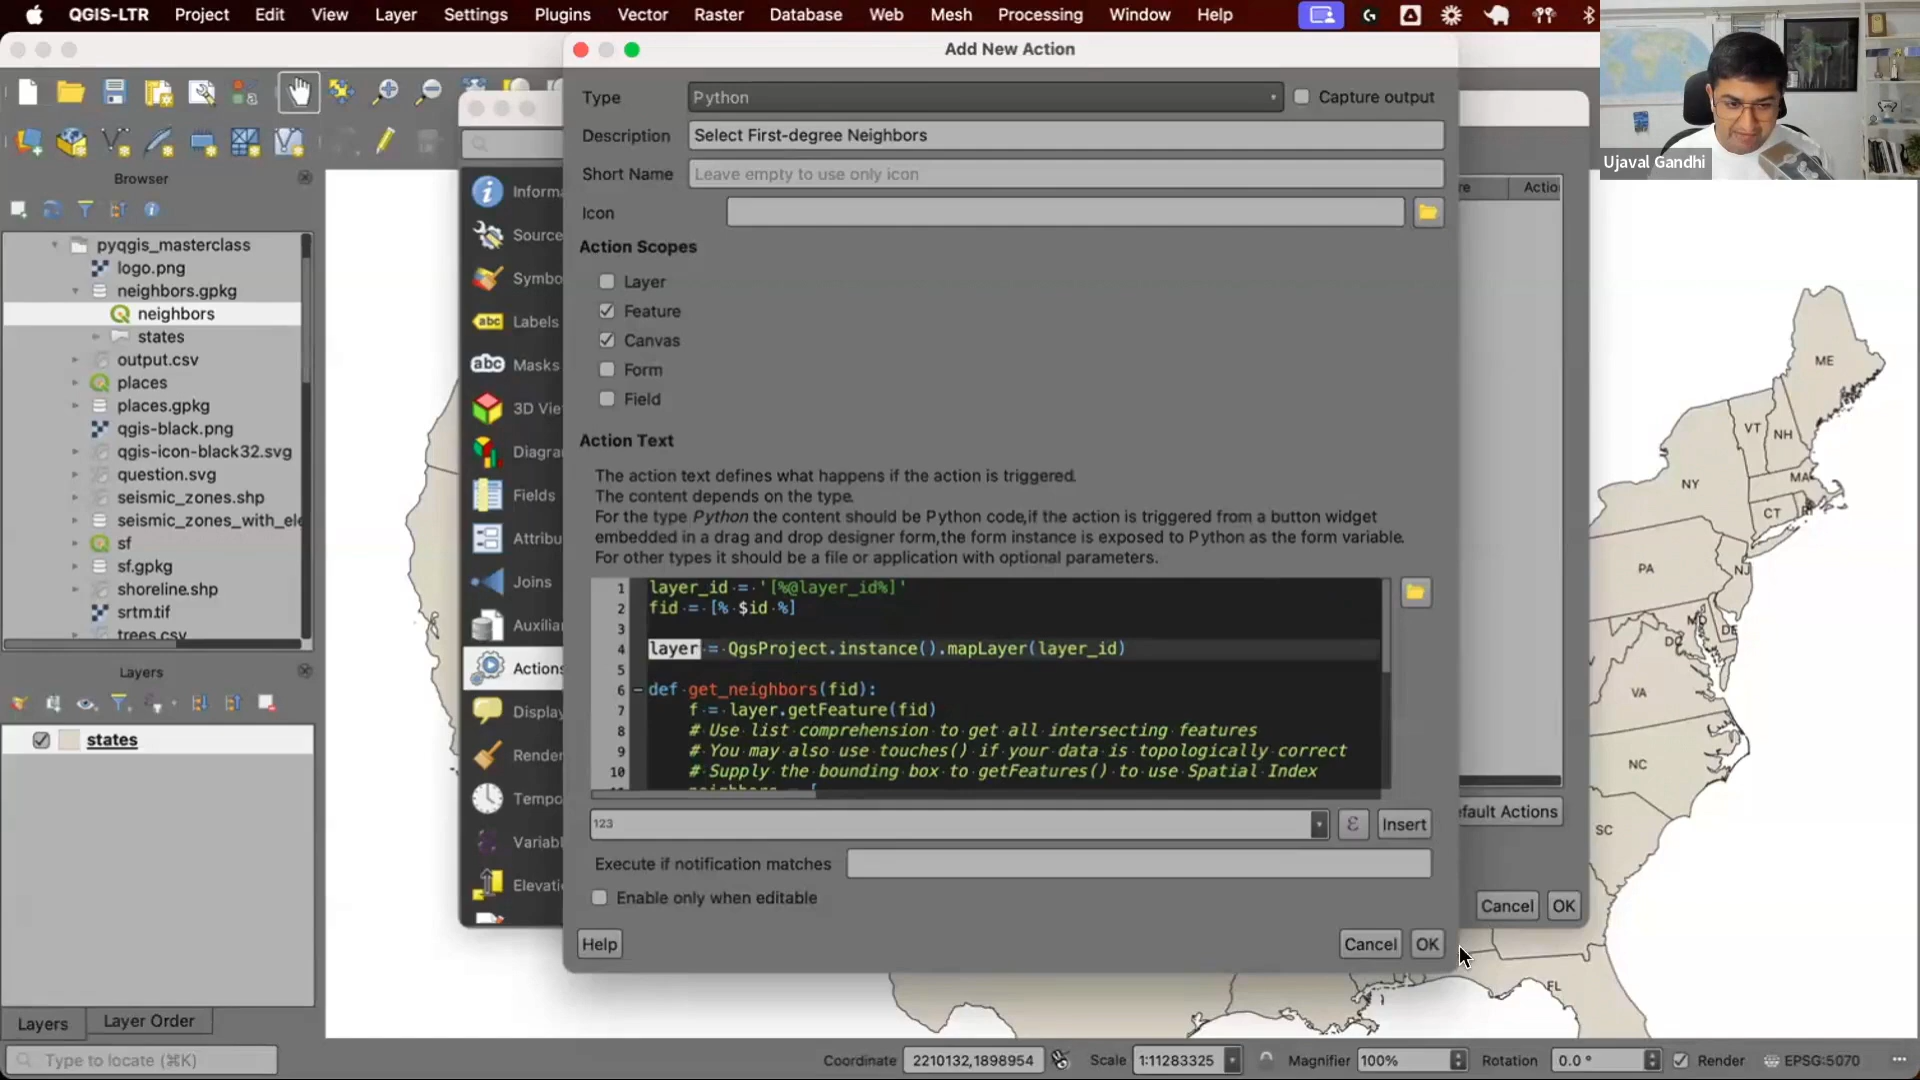 QGIS-LTR Project Edit View Layer Settings Plugins Vector Raster Database Web Mesh Processing Window Help
Add New Action
Type Python Capture output
Description Select First-degree Neighbors
Short Name Leave empty to use only icon
Icon
Action Scopes
Layer
Feature
Canvas
Form
Field
Action Text
The action text defines what happens if the action is triggered.
The content depends on the type.
For the type Python the content should be Python code,if the action is triggered from a button widget
embedded in a drag and drop designer form,the form instance is exposed to Python as the form variable.
For other types it should be a file or application with optional parameters.
1 layer_id = '[%@layer_id%]'
2 fid = [% $id %]
3
4 layer = QgsProject.instance().mapLayer(layer_id)
5
6 def get_neighbors(fid):
7 f = layer.getFeature(fid)
8 # Use list comprehension to get all intersecting features
9 # You may also use touches() if your data is topologically correct
10 # Supply the bounding box to getFeatures() to use Spatial Index
neighbors = [
123 ε Insert
Execute if notification matches
Enable only when editable
Help Cancel OK
Browser
pyqgis_masterclass
logo.png
neighbors.gpkg
neighbors
states
output.csv
places
places.gpkg
qgis-black.png
qgis-icon-black32.svg
question.svg
seismic_zones.shp
seismic_zones_with_ele
sf
sf.gpkg
shoreline.shp
srtm.tif
trees.csv
Layers
states
Layers Layer Order
Informa
Source
Symbo
abc Labels
abc Masks
3D Vie
Diagra
Fields
Attribu
Joins
Auxilia
Actions
Display
Render
Tempo
Variabl
Elevati
Actio
efault Actions
Cancel OK
Ujaval Gandhi
ME
VT
NH
NY
MA
CT
RI
PA
NJ
MD
DE
DC
VA
NC
SC
FL
Type to locate (⌘K) Coordinate 2210132,1898954 Scale 1:11283325 Magnifier 100% Rotation 0.0 ° Render EPSG:5070